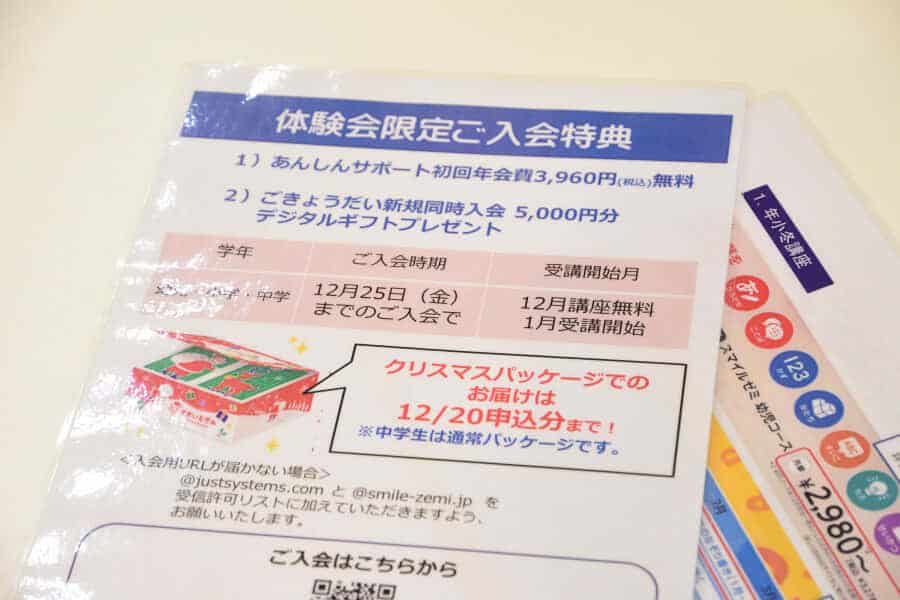 体験会限定ご入会特典
1）あんしんサポート初回年会費3,960円(税込)無料
2）ごきょうだい新規同時入会 5,000円分
デジタルギフトプレゼント
学年 ご入会時期 受講開始月
小学・中学 12月25日（金） 12月講座無料
までのご入会で 1月受講開始
クリスマスパッケージでの
お届けは
12/20申込分まで！
※中学生は通常パッケージです。
<入会用URLが届かない場合>
@justsystems.com と @smile-zemi.jp を
受信許可リストに加えていただきますよう、
お願いいたします。
ご入会はこちらから
1. 年小冬講座
スマイルゼミ 幼児コース
123
2,980~